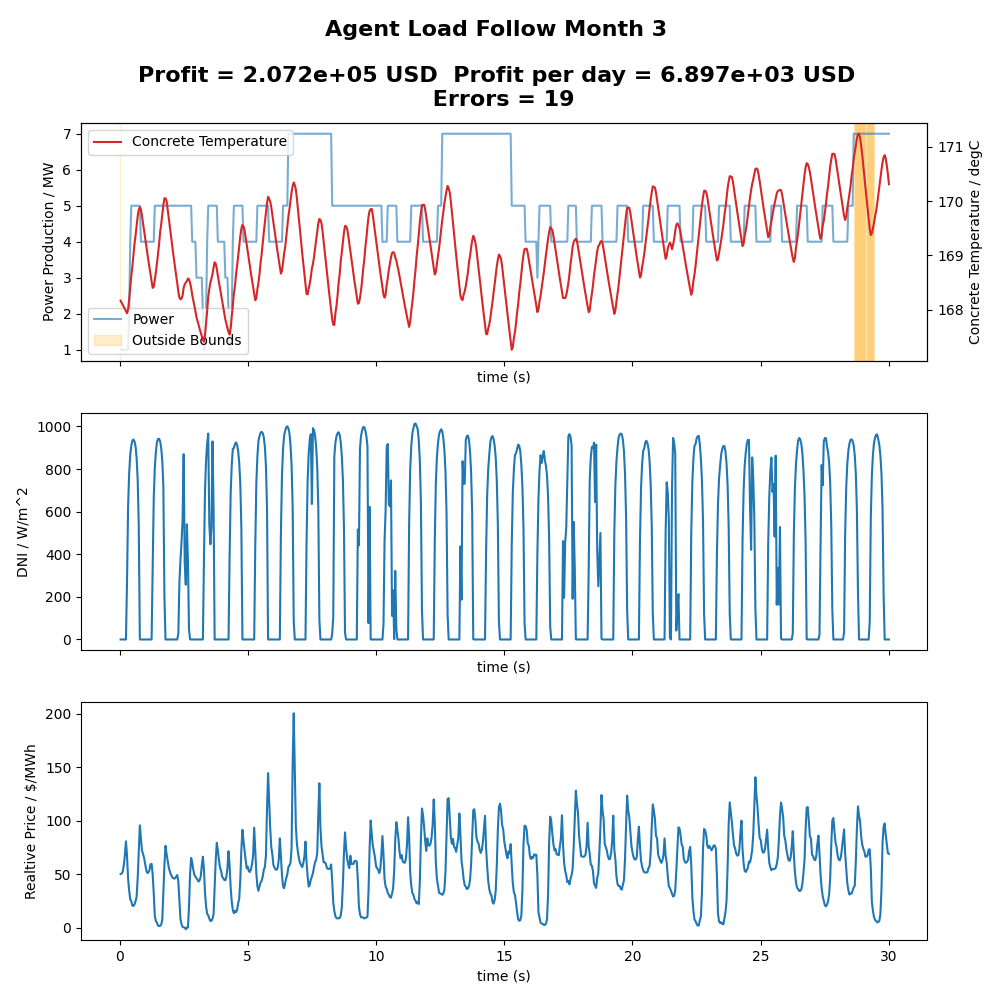 Agent Load Follow Month 3
Profit = 2.072e+05 USD  Profit per day = 6.897e+03 USD
Errors = 19
Power Production / MW
7
6
5
4
3
2
1
Concrete Temperature
Power
Outside Bounds
171
170
169
168
Concrete Temperature / degC
time (s)
DNI / W/m^2
1000
800
600
400
200
0
time (s)
Realtive Price / $/MWh
200
150
100
50
0
0 5 10 15 20 25 30
time (s)